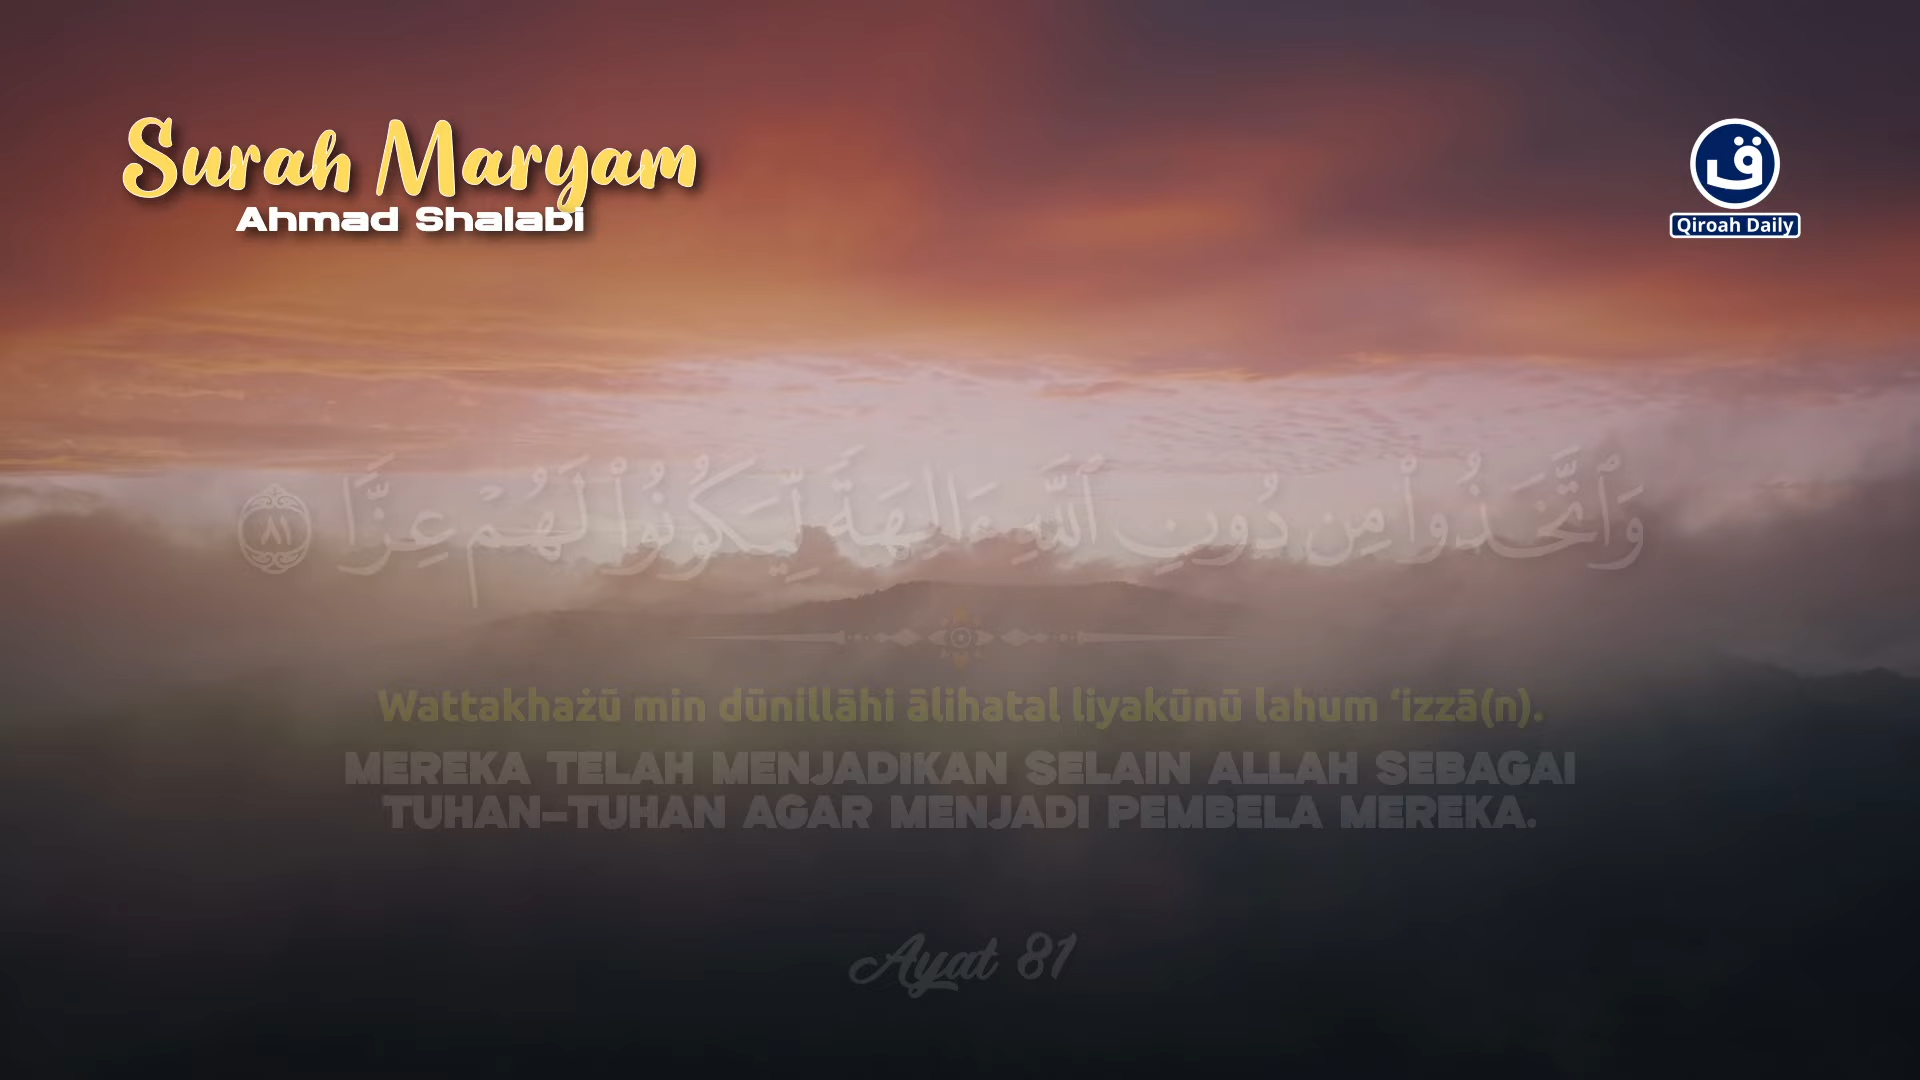 Surah Maryam
Ahmad Shalabi
ق
Qiroah Daily
وَٱتَّخَذُوا۟ مِن دُونِ ٱللَّهِ ءَالِهَةً لِّيَكُونُوا۟ لَهُمْ عِزًّا ٨١
Wattakhażū min dūnillāhi ālihatal liyakūnū lahum ‘izzā(n).
MEREKA TELAH MENJADIKAN SELAIN ALLAH SEBAGAI
TUHAN-TUHAN AGAR MENJADI PEMBELA MEREKA.
Ayat 81